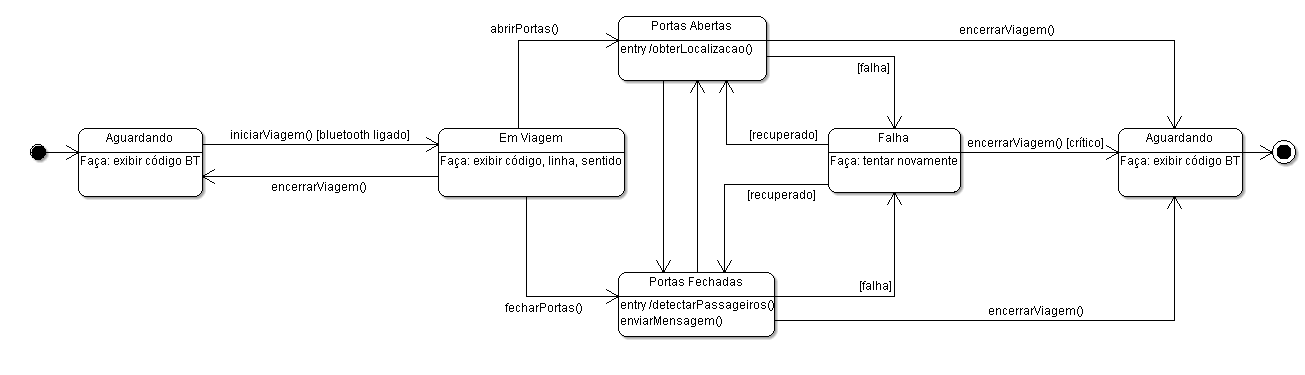 Portas Abertas
entry /obterLocalizacao()
abrirPortas()
encerrarViagem()
[falha]
Aguardando
Faça: exibir código BT
iniciarViagem() [bluetooth ligado]
encerrarViagem()
Em Viagem
Faça: exibir código, linha, sentido
[recuperado]
Falha
Faça: tentar novamente
[recuperado]
encerrarViagem() [crítico]
Aguardando
Faça: exibir código BT
fecharPortas()
Portas Fechadas
entry /detectarPassageiros()
enviarMensagem()
[falha]
encerrarViagem()